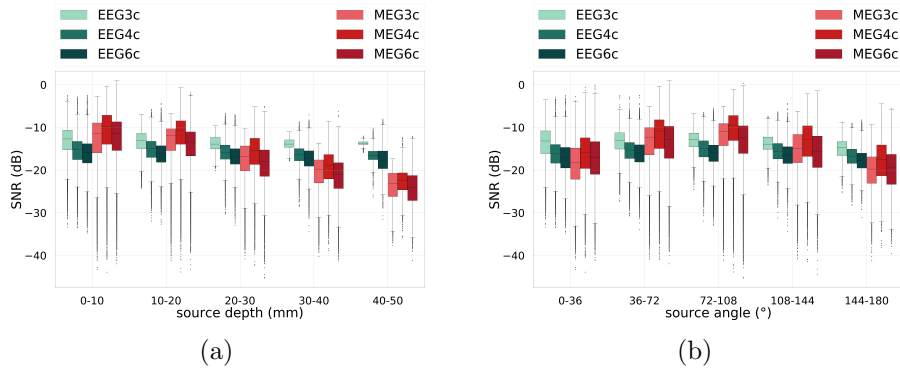 EEG3c
EEG4c
EEG6c
MEG3c
MEG4c
MEG6c
SNR (dB)
0
−10
−20
−30
−40
0-10
10-20
20-30
30-40
40-50
source depth (mm)
(a)
EEG3c
EEG4c
EEG6c
MEG3c
MEG4c
MEG6c
SNR (dB)
0
−10
−20
−30
−40
0-36
36-72
72-108
108-144
144-180
source angle (°)
(b)